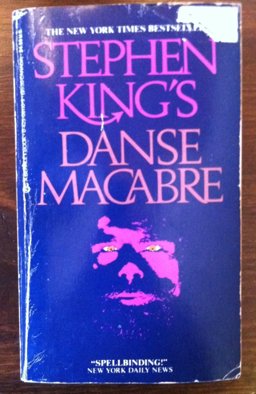 THE NEW YORK TIMES BESTSELLER
STEPHEN
KING'S
DANSE
MACABRE
"SPELLBINDING!"
NEW YORK DAILY NEWS